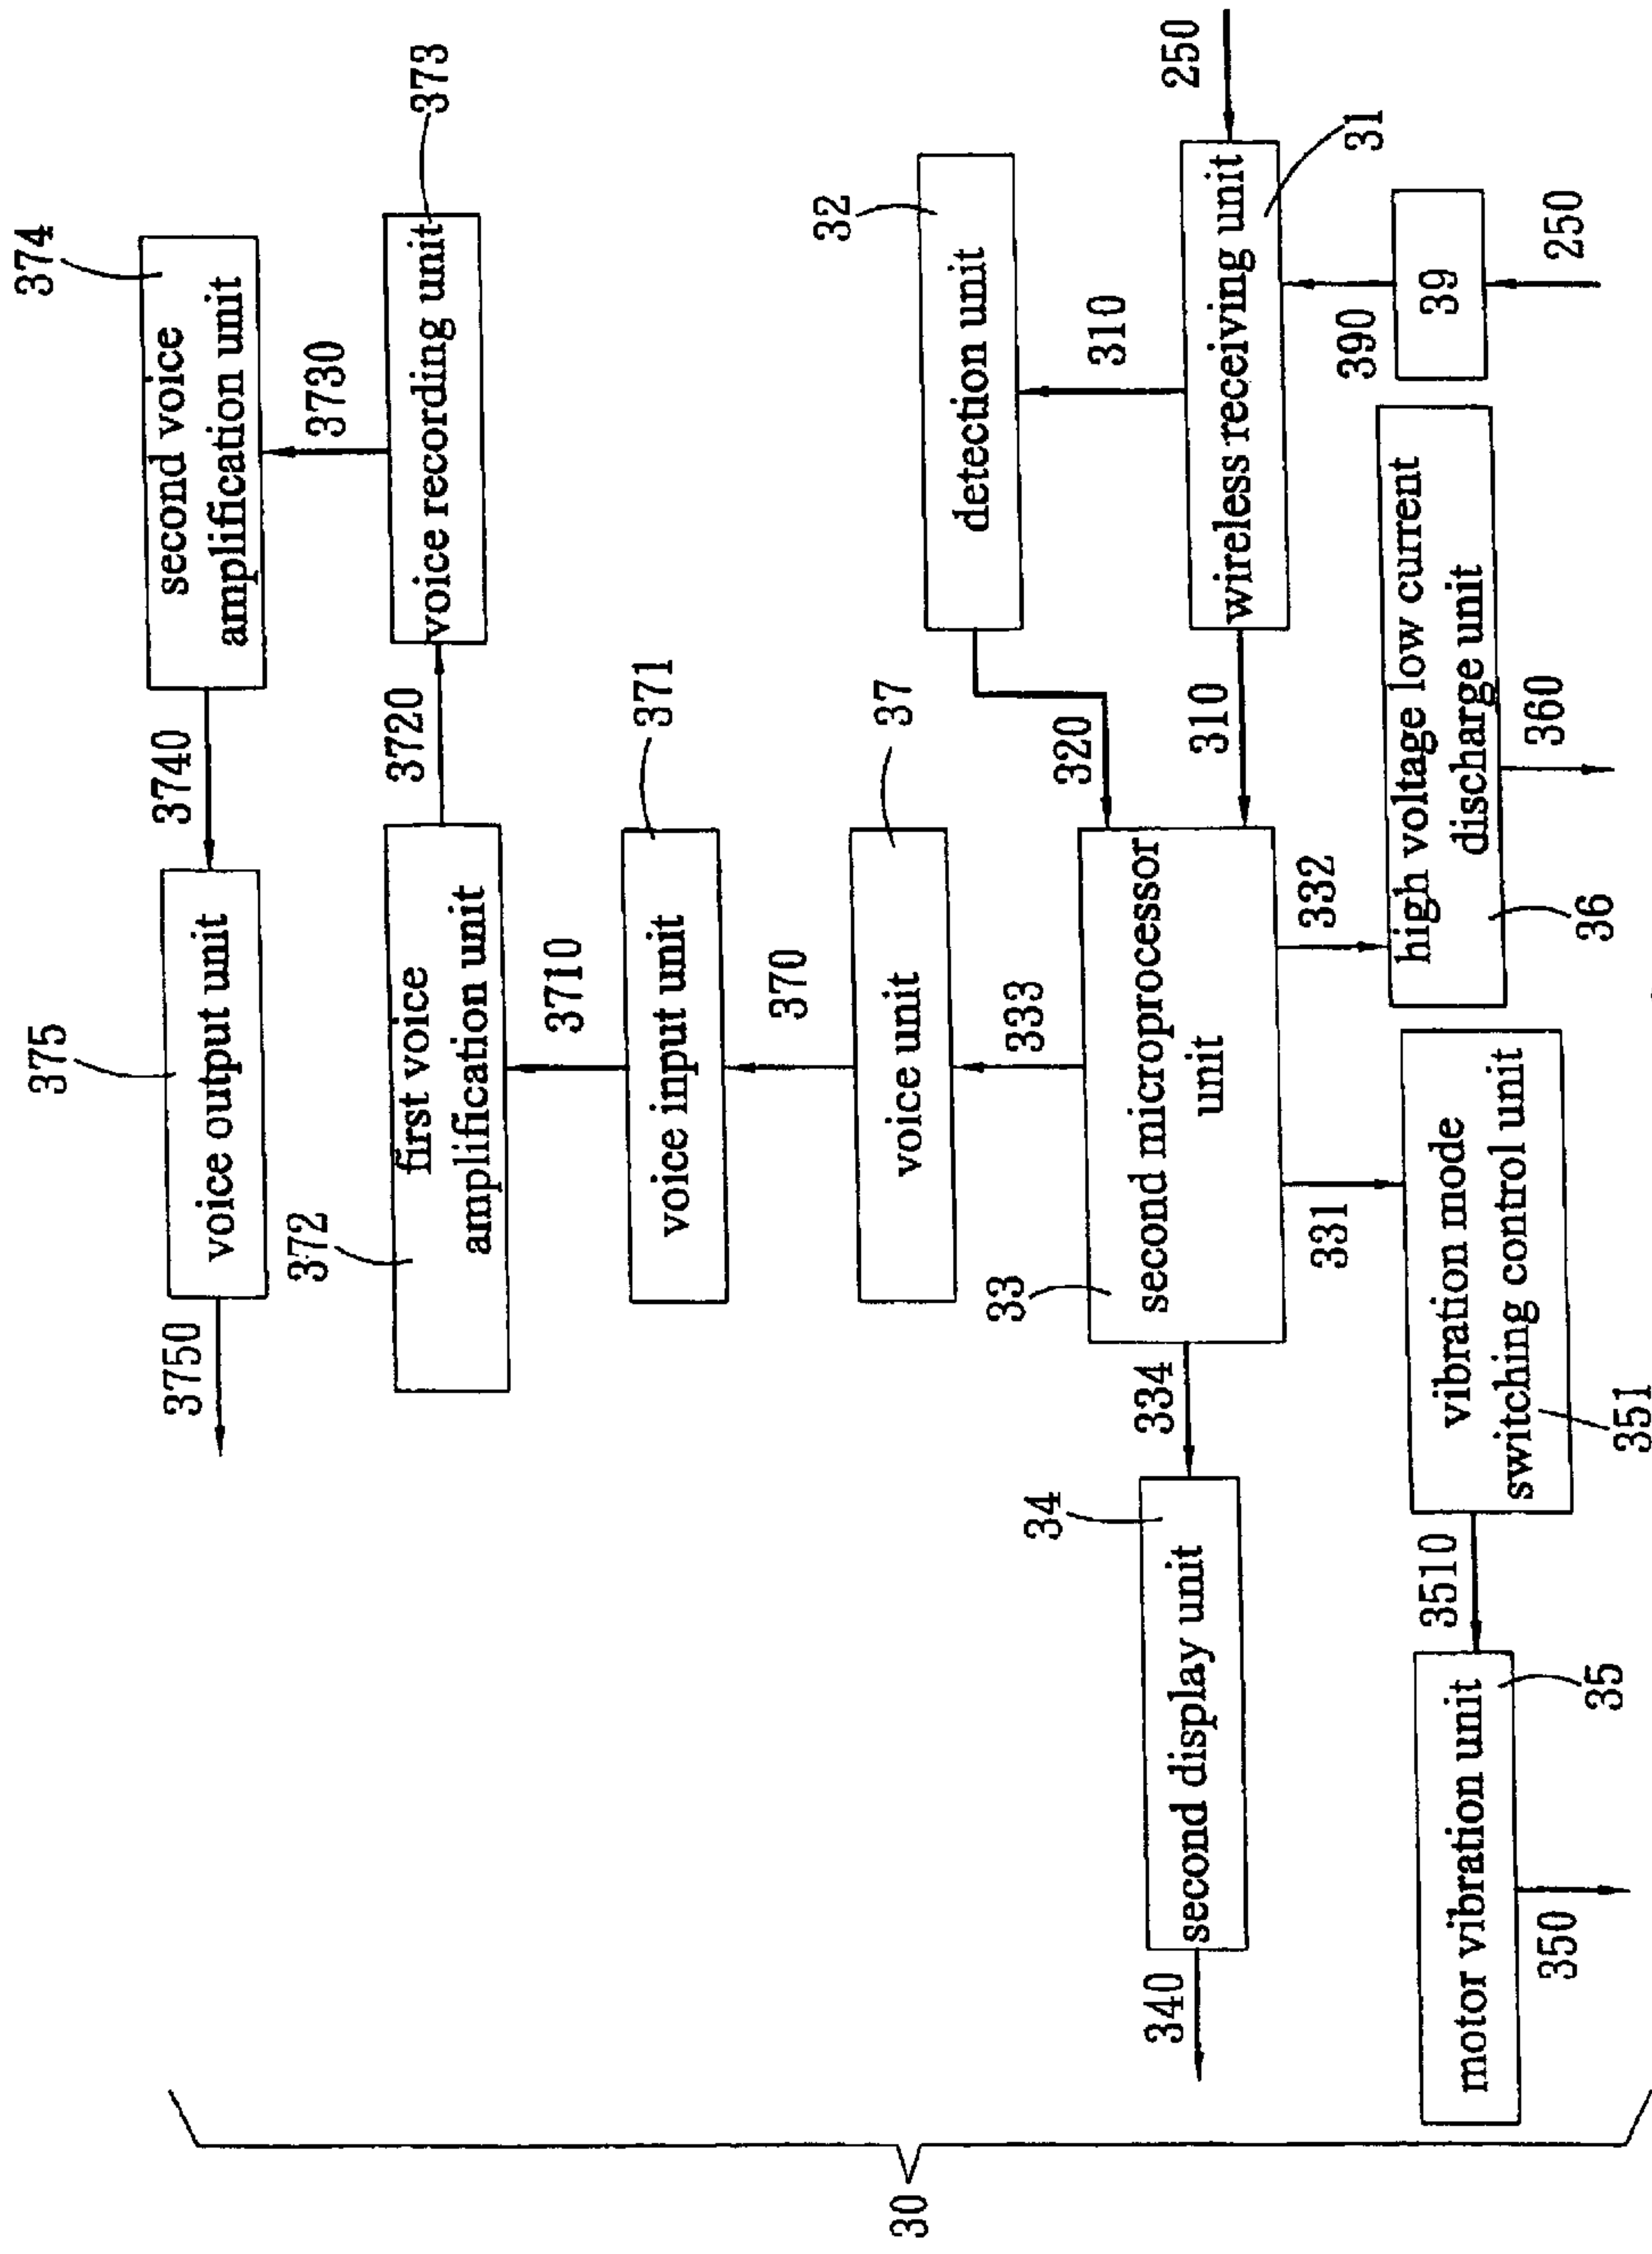 374
second voice
amplification unit
3740
375
voice output unit
3750
3730
373
voice recording unit
3720
first voice
amplification unit
372
3710
371
voice input unit
370
37
voice unit
333
32
detection unit
320
310
250
wireless receiving unit
31
310
second microprocessor
unit
33
334
34
second display unit
340
390
39
250
332
high voltage low current
discharge unit
36
360
331
vibration mode
switching control unit
351
3510
motor vibration unit
35
350
30